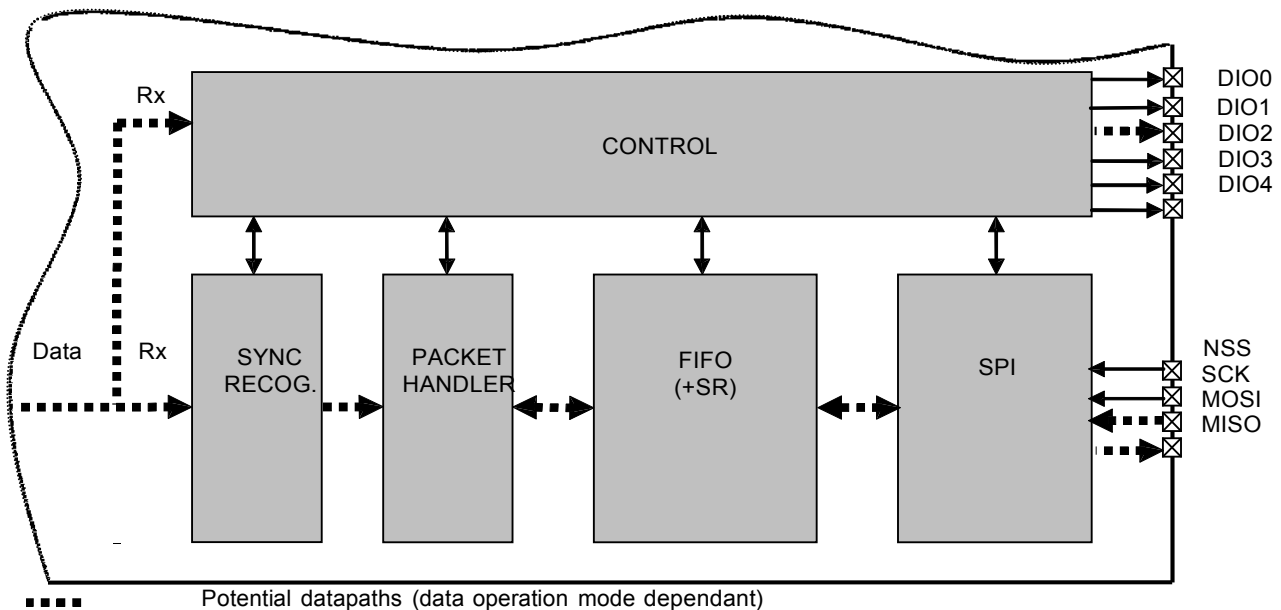 Rx
DIO0
DIO1
DIO2
DIO3
DIO4
CONTROL
Data
Rx
SYNC
RECOG.
PACKET
HANDLER
FIFO
(+SR)
SPI
NSS
SCK
MOSI
MISO
Potential datapaths (data operation mode dependant)